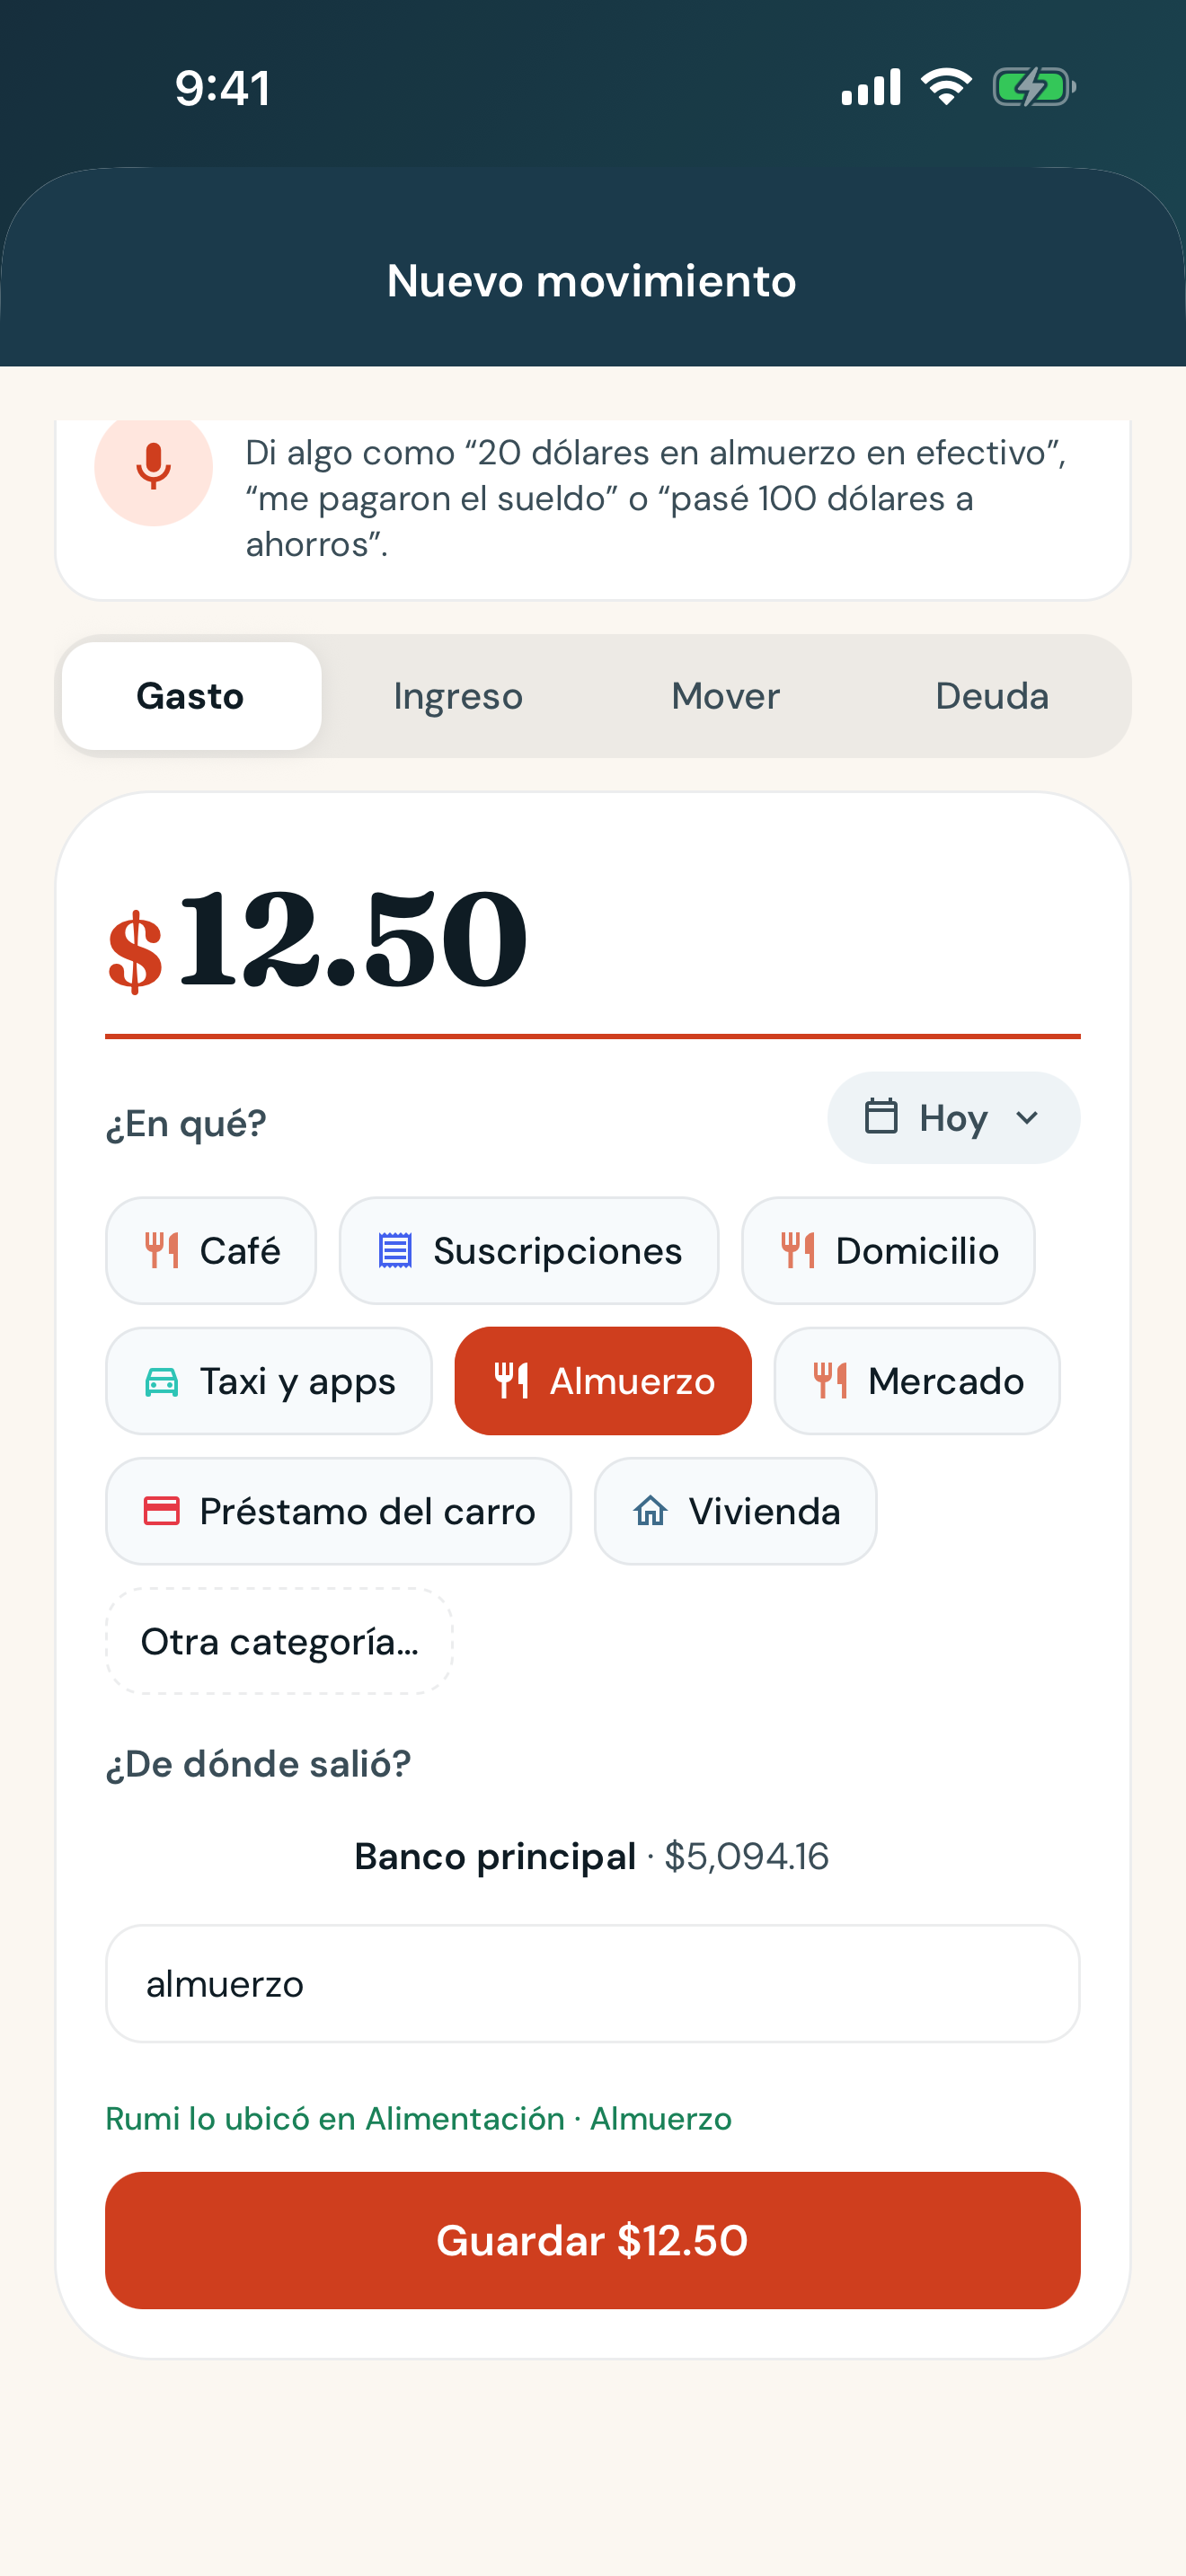 9:41
Nuevo movimiento
Di algo como “20 dólares en almuerzo en efectivo”,
“me pagaron el sueldo” o “pasé 100 dólares a
ahorros”.
Gasto Ingreso Mover Deuda
$12.50
¿En qué? Hoy
Café Suscripciones Domicilio
Taxi y apps Almuerzo Mercado
Préstamo del carro Vivienda
Otra categoría...
¿De dónde salió?
Banco principal · $5,094.16
almuerzo
Rumi lo ubicó en Alimentación · Almuerzo
Guardar $12.50